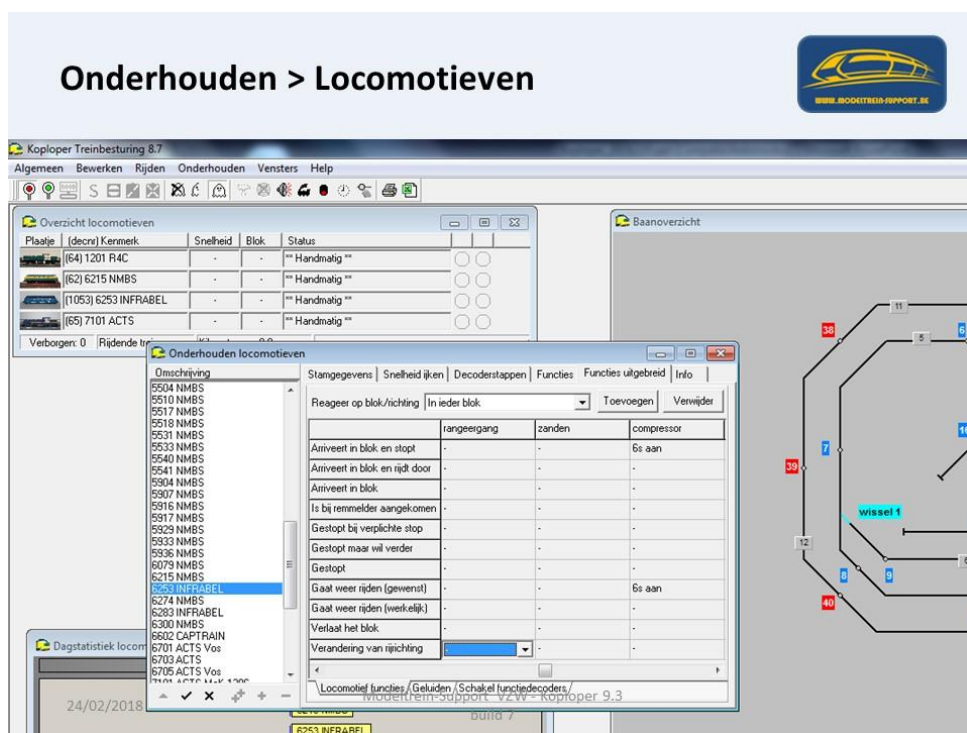 Onderhouden > Locomotieven
WWW.MODELTREIN-SUPPORT.BE
Koploper Treinbesturing 8.7
Algemeen Bewerken Rijden Onderhouden Vensters Help
Overzicht locomotieven
Plaatje (decnr) Kenmerk Snelheid Blok Status
(64) 1201 R4C - - ** Handmatig **
(62) 6215 NMBS - - ** Handmatig **
(1053) 6253 INFRABEL - - ** Handmatig **
(65) 7101 ACTS - - ** Handmatig **
Verborgen: 0 Rijdende
Baanoverzicht
11
38
5
6
7
39
wissel 1
12
8
9
40
Onderhouden locomotieven
Omschrijving
5504 NMBS
5510 NMBS
5517 NMBS
5518 NMBS
5531 NMBS
5533 NMBS
5540 NMBS
5541 NMBS
5904 NMBS
5907 NMBS
5916 NMBS
5917 NMBS
5929 NMBS
5933 NMBS
5936 NMBS
6079 NMBS
6215 NMBS
6253 INFRABEL
6274 NMBS
6283 INFRABEL
6300 NMBS
6602 CAPTRAIN
6701 ACTS Vos
6703 ACTS
6705 ACTS Vos
Stamgegevens Snelheid ijken Decoderstappen Functies Functies uitgebreid Info
Reageer op blok/richting In ieder blok Toevoegen Verwijder
rangeergang zanden compressor
Arriveert in blok en stopt - - 6s aan
Arriveert in blok en rijdt door - - -
Arriveert in blok - - -
Is bij remmelder aangekomen - - -
Gestopt bij verplichte stop - - -
Gestopt maar wil verder - - -
Gestopt - - -
Gaat weer rijden (gewenst) - - 6s aan
Gaat weer rijden (werkelijk) - - -
Verlaat het blok - - -
Verandering van rijrichting - - -
Locomotief functies Geluiden Schakel functiedecoders
Dagstatistiek locom
24/02/2018
Modeltrein-Support VZW - Koploper 9.3
build 7
6253 INFRABEL